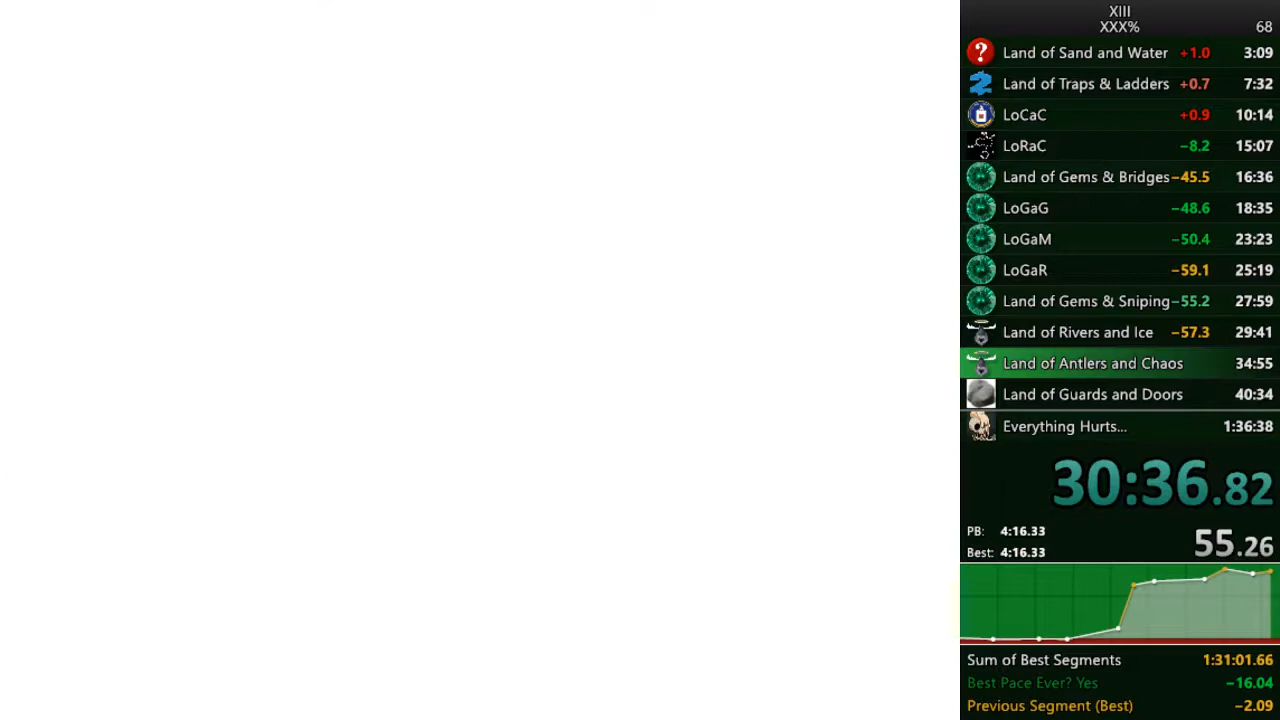 XIII
XXX% 68
? Land of Sand and Water +1.0 3:09
Land of Traps & Ladders +0.7 7:32
LoCaC +0.9 10:14
LoRaC −8.2 15:07
Land of Gems & Bridges −45.5 16:36
LoGaG −48.6 18:35
LoGaM −50.4 23:23
LoGaR −59.1 25:19
Land of Gems & Sniping −55.2 27:59
Land of Rivers and Ice −57.3 29:41
Land of Antlers and Chaos 34:55
Land of Guards and Doors 40:34
Everything Hurts... 1:36:38
30:36.82
PB: 4:16.33
Best: 4:16.33
55.26
Sum of Best Segments 1:31:01.66
Best Pace Ever? Yes −16.04
Previous Segment (Best) −2.09